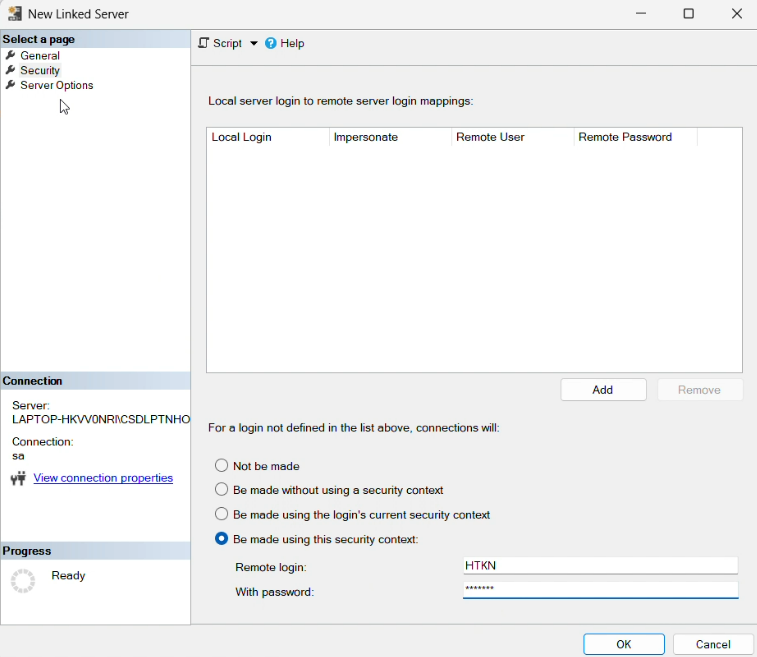 New Linked Server
Select a page
General
Security
Server Options
Script
Help
Local server login to remote server login mappings:
Local Login Impersonate Remote User Remote Password
Add Remove
For a login not defined in the list above, connections will:
Not be made
Be made without using a security context
Be made using the login's current security context
Be made using this security context:
Remote login: HTKN
With password: *******
Connection
Server:
LAPTOP-HKVV0NRI\CSDLPTNHO
Connection:
sa
View connection properties
Progress
Ready
OK Cancel